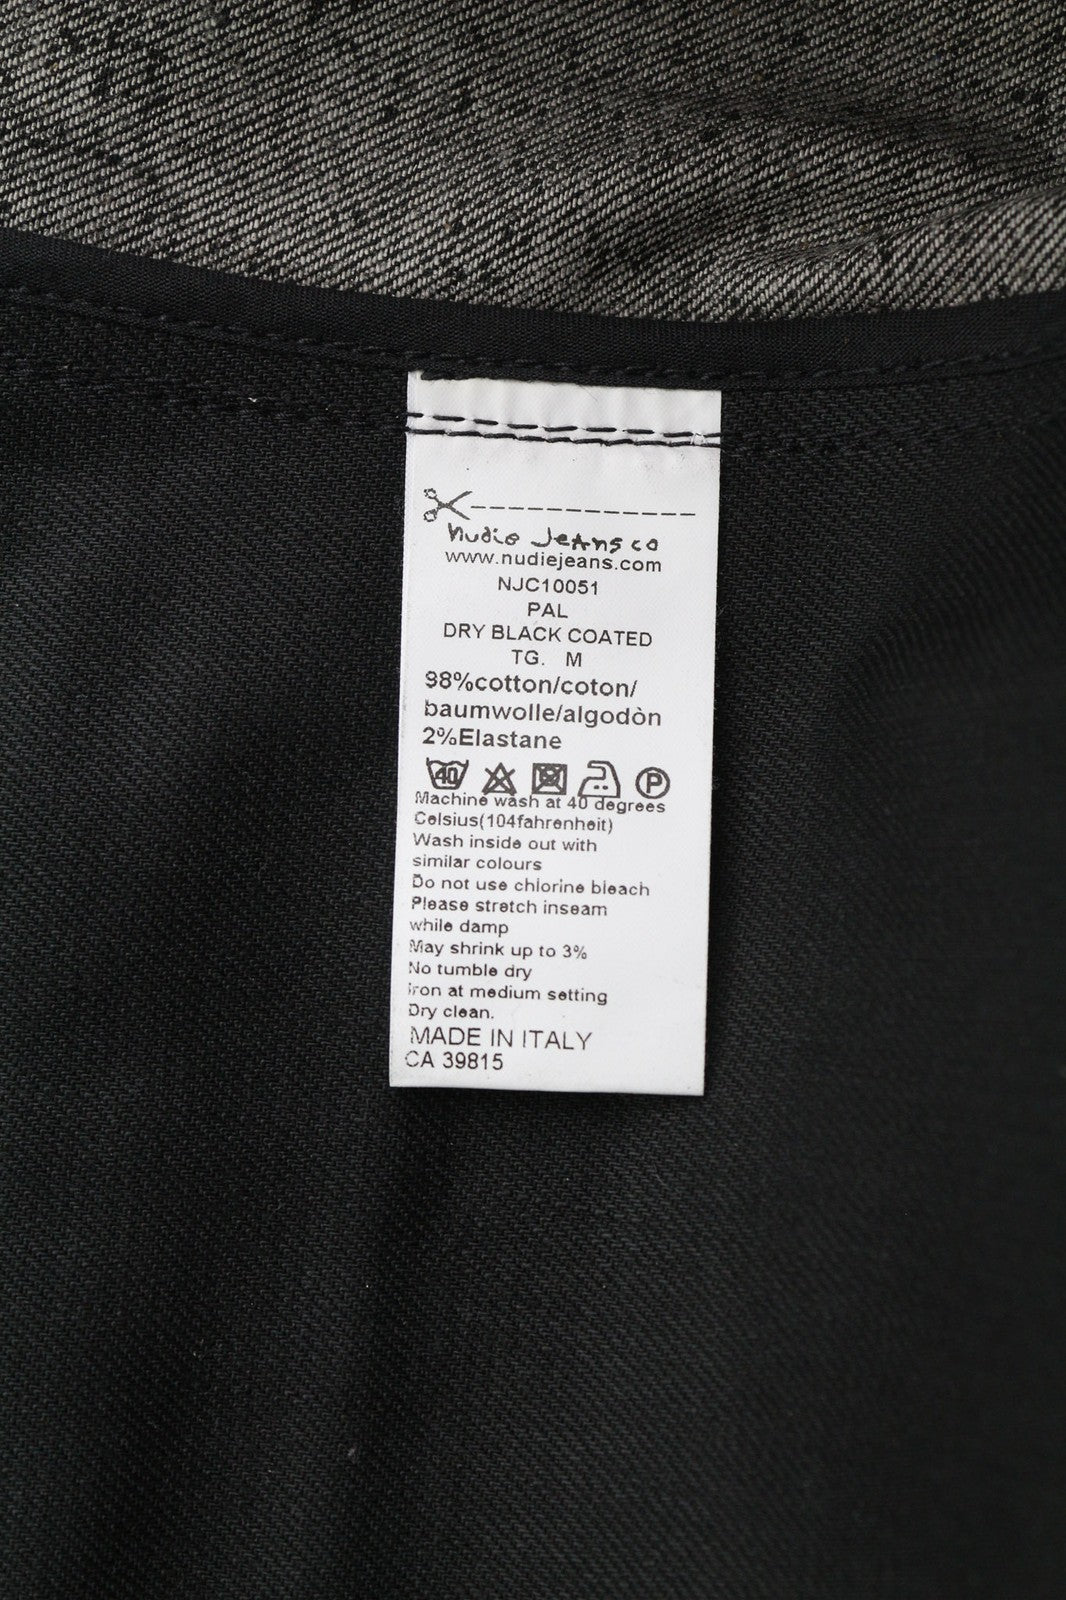 nudie Jeans co
www.nudiejeans.com
NJC10051
PAL
DRY BLACK COATED
TG. M
98%cotton/coton/
baumwolle/algodòn
2%Elastane
40 P
Machine wash at 40 degrees
Celsius(104fahrenheit)
Wash inside out with
similar colours
Do not use chlorine bleach
Please stretch inseam
while damp
May shrink up to 3%
No tumble dry
iron at medium setting
Dry clean.
MADE IN ITALY
CA 39815